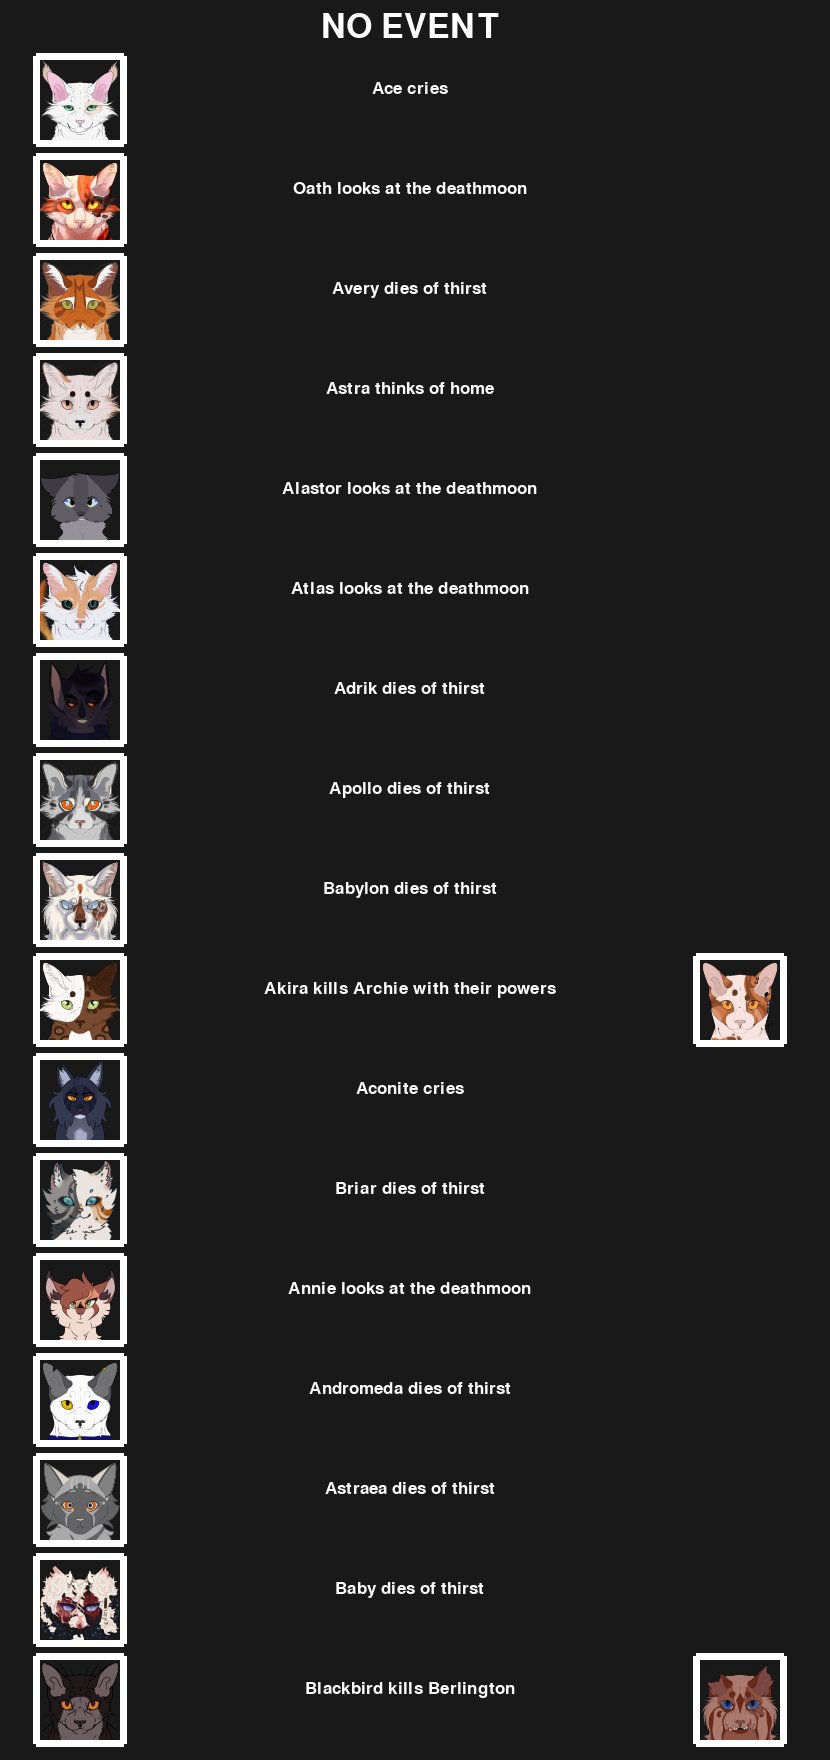 NO EVENT
Ace cries
Oath looks at the deathmoon
Avery dies of thirst
Astra thinks of home
Alastor looks at the deathmoon
Atlas looks at the deathmoon
Adrik dies of thirst
Apollo dies of thirst
Babylon dies of thirst
Akira kills Archie with their powers
Aconite cries
Briar dies of thirst
Annie looks at the deathmoon
Andromeda dies of thirst
Astraea dies of thirst
Baby dies of thirst
Blackbird kills Berlington